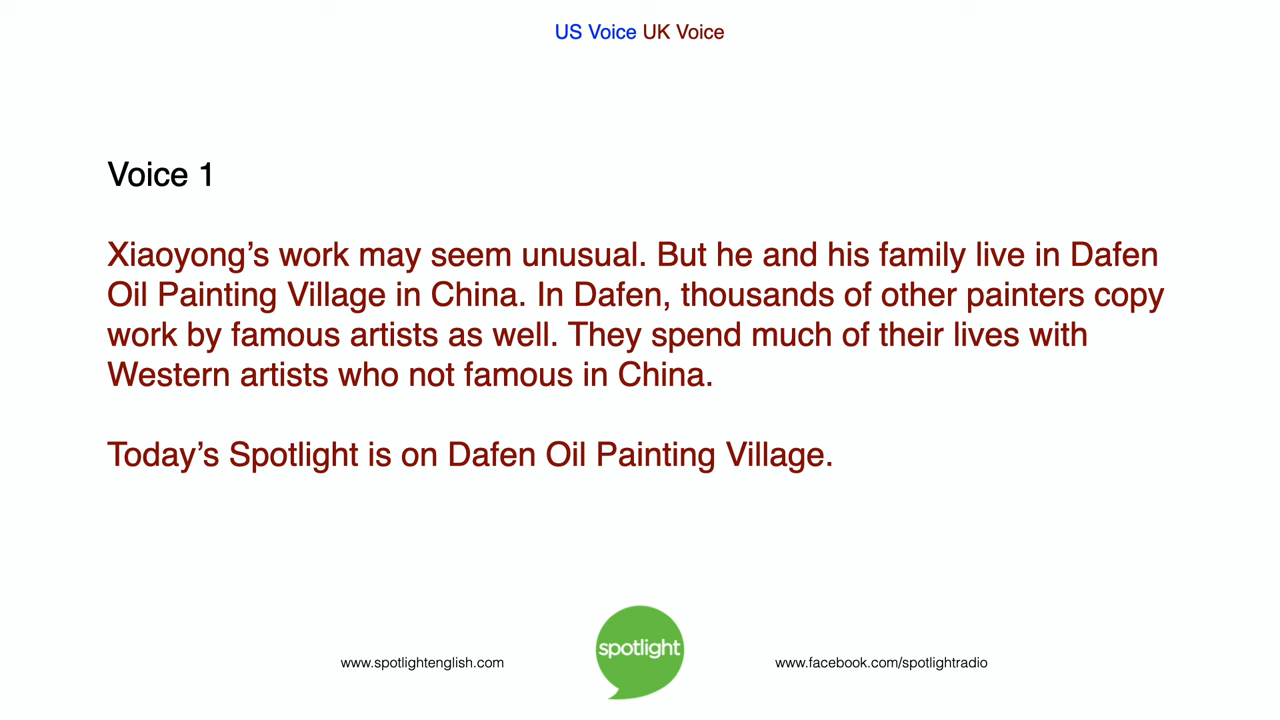 US Voice UK Voice
Voice 1
Xiaoyong’s work may seem unusual. But he and his family live in Dafen
Oil Painting Village in China. In Dafen, thousands of other painters copy
work by famous artists as well. They spend much of their lives with
Western artists who not famous in China.
Today’s Spotlight is on Dafen Oil Painting Village.
www.spotlightenglish.com
spotlight
www.facebook.com/spotlightradio